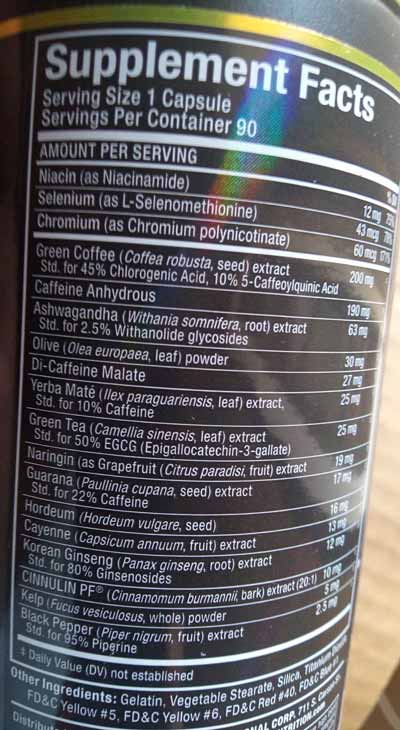 Supplement Facts
Serving Size 1 Capsule
Servings Per Container 90
AMOUNT PER SERVING
Niacin (as Niacinamide) 12 mg 75%
Selenium (as L-Selenomethionine) 43 mcg 78%
Chromium (as Chromium polynicotinate) 60 mcg 171%
Green Coffee (Coffea robusta, seed) extract 200 mg
Std. for 45% Chlorogenic Acid, 10% 5-Caffeoylquinic Acid
Caffeine Anhydrous 190 mg
Ashwagandha (Withania somnifera, root) extract 63 mg
Std. for 2.5% Withanolide glycosides
Olive (Olea europaea, leaf) powder 30 mg
Di-Caffeine Malate 27 mg
Yerba Maté (Ilex paraguariensis, leaf) extract, 25 mg
Std. for 10% Caffeine
Green Tea (Camellia sinensis, leaf) extract 25 mg
Std. for 50% EGCG (Epigallocatechin-3-gallate)
Naringin (as Grapefruit (Citrus paradisi, fruit) extract 19 mg
Guarana (Paullinia cupana, seed) extract 17 mg
Std. for 22% Caffeine
Hordeum (Hordeum vulgare, seed) 16 mg
Cayenne (Capsicum annuum, fruit) extract 13 mg
Korean Ginseng (Panax ginseng, root) extract 12 mg
Std. for 80% Ginsenosides
CINNULIN PF® (Cinnamomum burmannii, bark) extract (20:1) 10 mg
Kelp (Fucus vesiculosus, whole) powder 5 mg
Black Pepper (Piper nigrum, fruit) extract 2.5 mg
Std. for 95% Piperine
‡ Daily Value (DV) not established
Other Ingredients: Gelatin, Vegetable Stearate, Silica, Titanium
FD&C Yellow #5, FD&C Yellow #6, FD&C Red #40, FD&C Blue
CORP, 711 S.